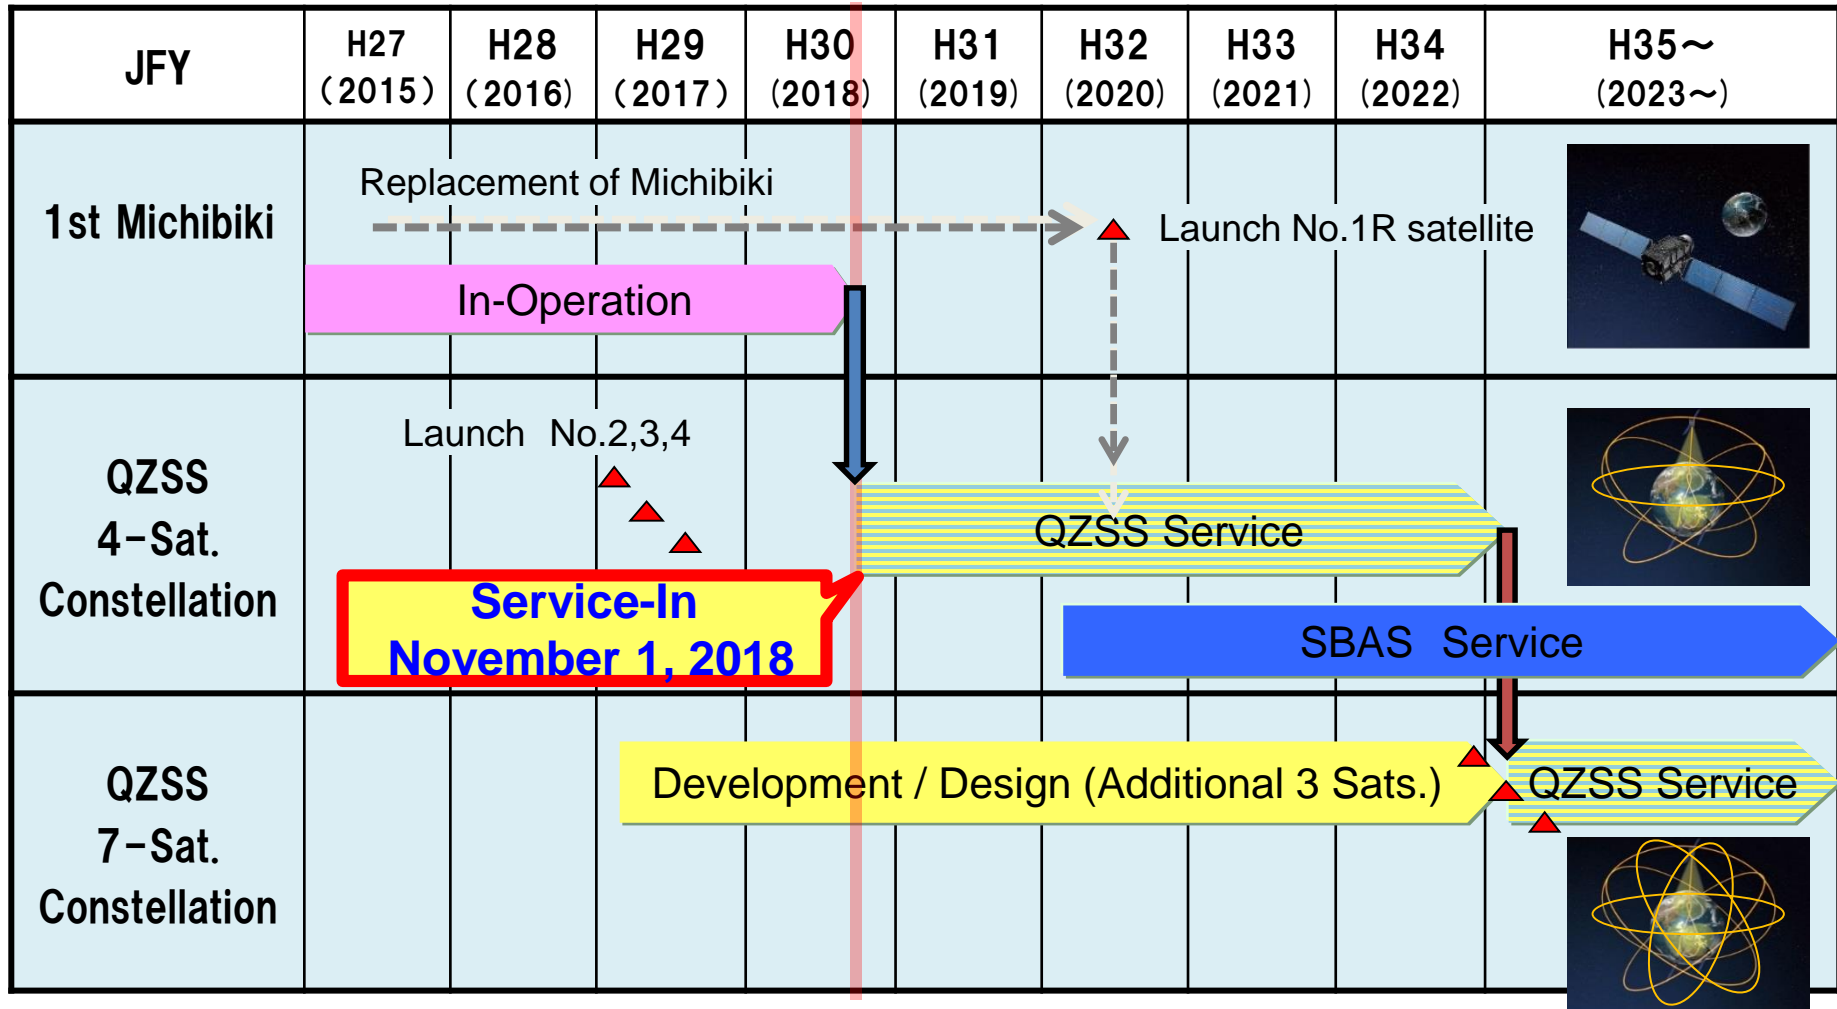 JFY
H27
（2015）
H28
（2016）
H29
（2017）
H30
（2018）
H31
（2019）
H32
（2020）
H33
（2021）
H34
（2022）
H35～
（2023～）
1st Michibiki
Replacement of Michibiki
Launch No.1R satellite
In-Operation
QZSS
4-Sat.
Constellation
Launch No.2,3,4
QZSS Service
Service-In
November 1, 2018
SBAS Service
QZSS
7-Sat.
Constellation
Development / Design (Additional 3 Sats.)
QZSS Service